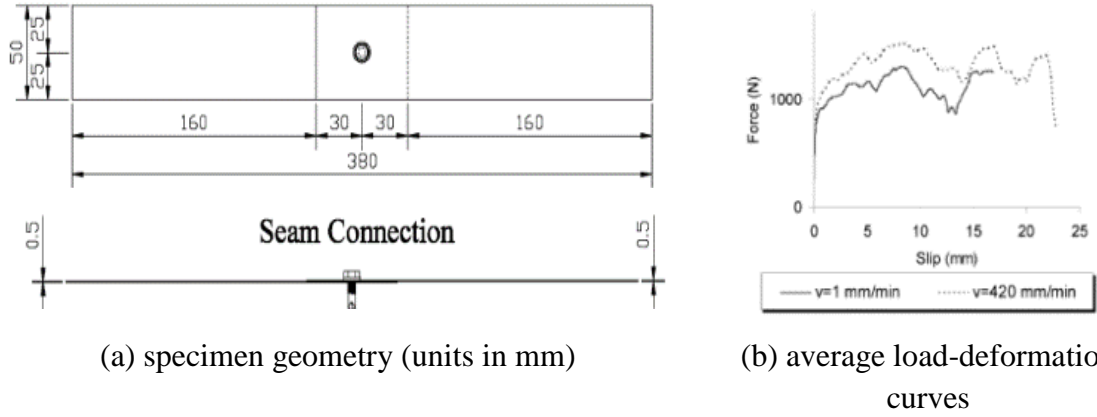 50
25
25
160
30
30
160
380
Seam Connection
0.5
0.5
Force (N)
1000
0
0 5 10 15 20 25
Slip (mm)
v=1 mm/min v=420 mm/min
(a) specimen geometry (units in mm)
(b) average load-deformatio
curves